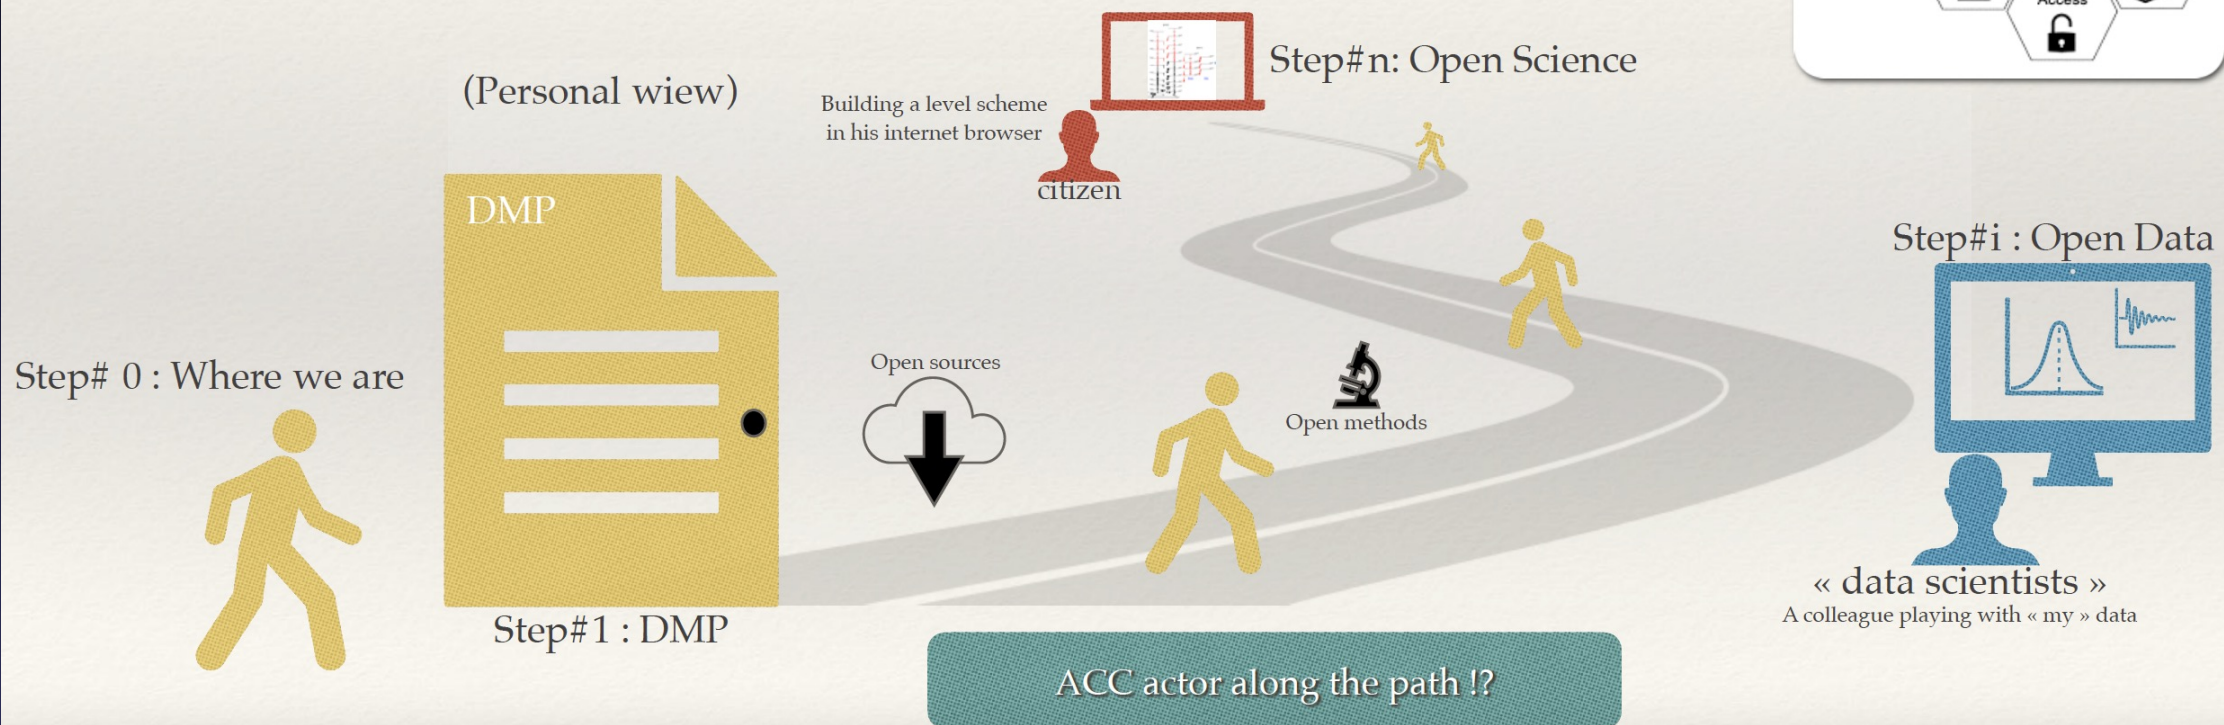 Access
Step#n: Open Science
(Personal wiew)
Building a level scheme
in his internet browser
citizen
DMP
Step#i : Open Data
Open sources
Step# 0 : Where we are
Open methods
« data scientists »
A colleague playing with « my » data
Step#1 : DMP
ACC actor along the path !?